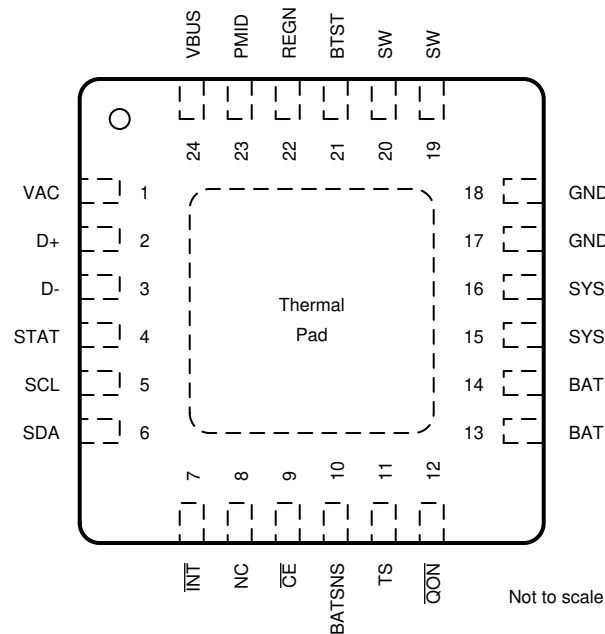 VBUS
PMID
REGN
BTST
SW
SW
24
23
22
21
20
19
VAC 1
D+ 2
D- 3
STAT 4
SCL 5
SDA 6
18 GND
17 GND
16 SYS
15 SYS
14 BAT
13 BAT
Thermal
Pad
7
8
9
10
11
12
INT
NC
CE
BATSNS
TS
QON
Not to scale